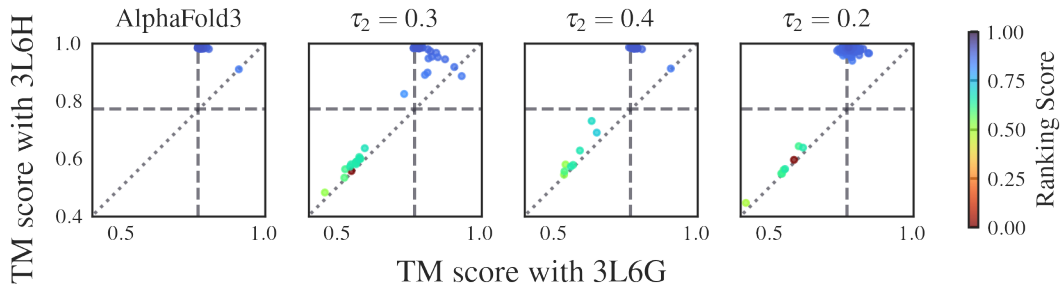 AlphaFold3
τ₂ = 0.3
τ₂ = 0.4
τ₂ = 0.2
TM score with 3L6H
1.0
0.8
0.6
0.4
0.5 1.0
0.5 1.0
0.5 1.0
0.5 1.0
TM score with 3L6G
1.00
0.75
0.50
0.25
0.00
Ranking Score